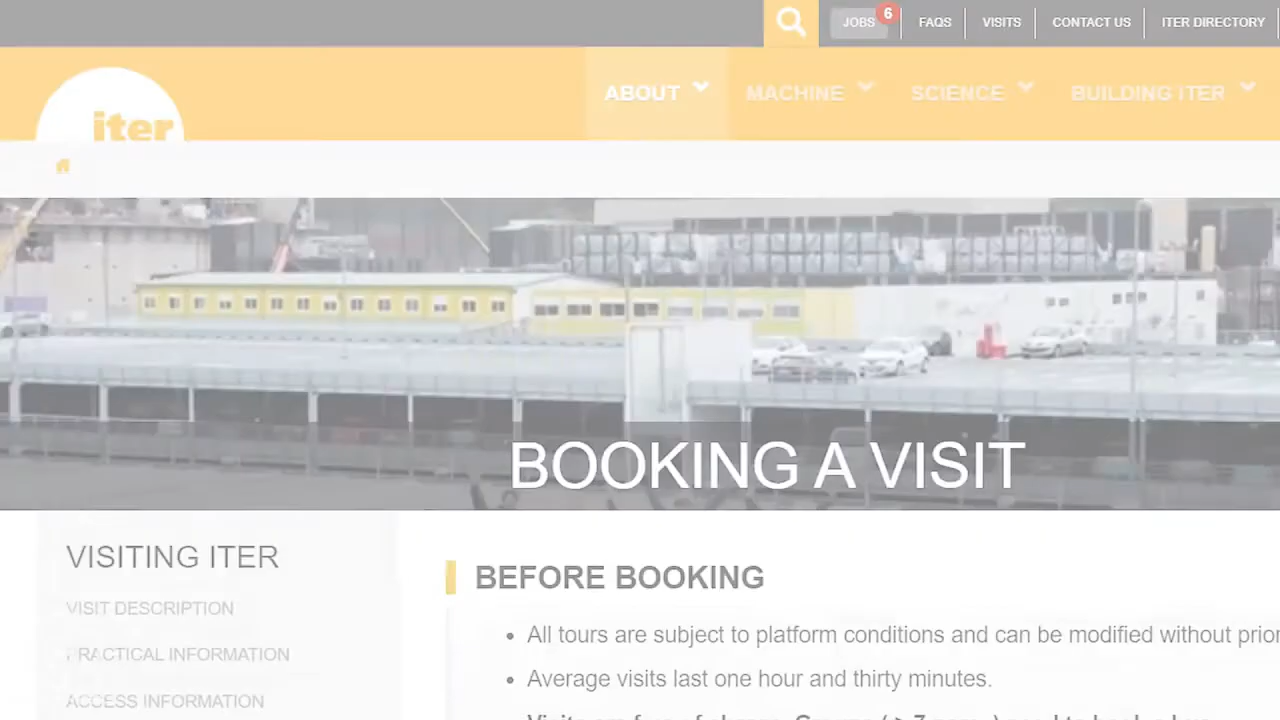 JOBS 6 FAQS VISITS CONTACT US ITER DIRECTORY
ABOUT MACHINE SCIENCE BUILDING ITER
iter
BOOKING A VISIT
VISITING ITER
VISIT DESCRIPTION
PRACTICAL INFORMATION
ACCESS INFORMATION
BEFORE BOOKING
• All tours are subject to platform conditions and can be modified without prior
• Average visits last one hour and thirty minutes.